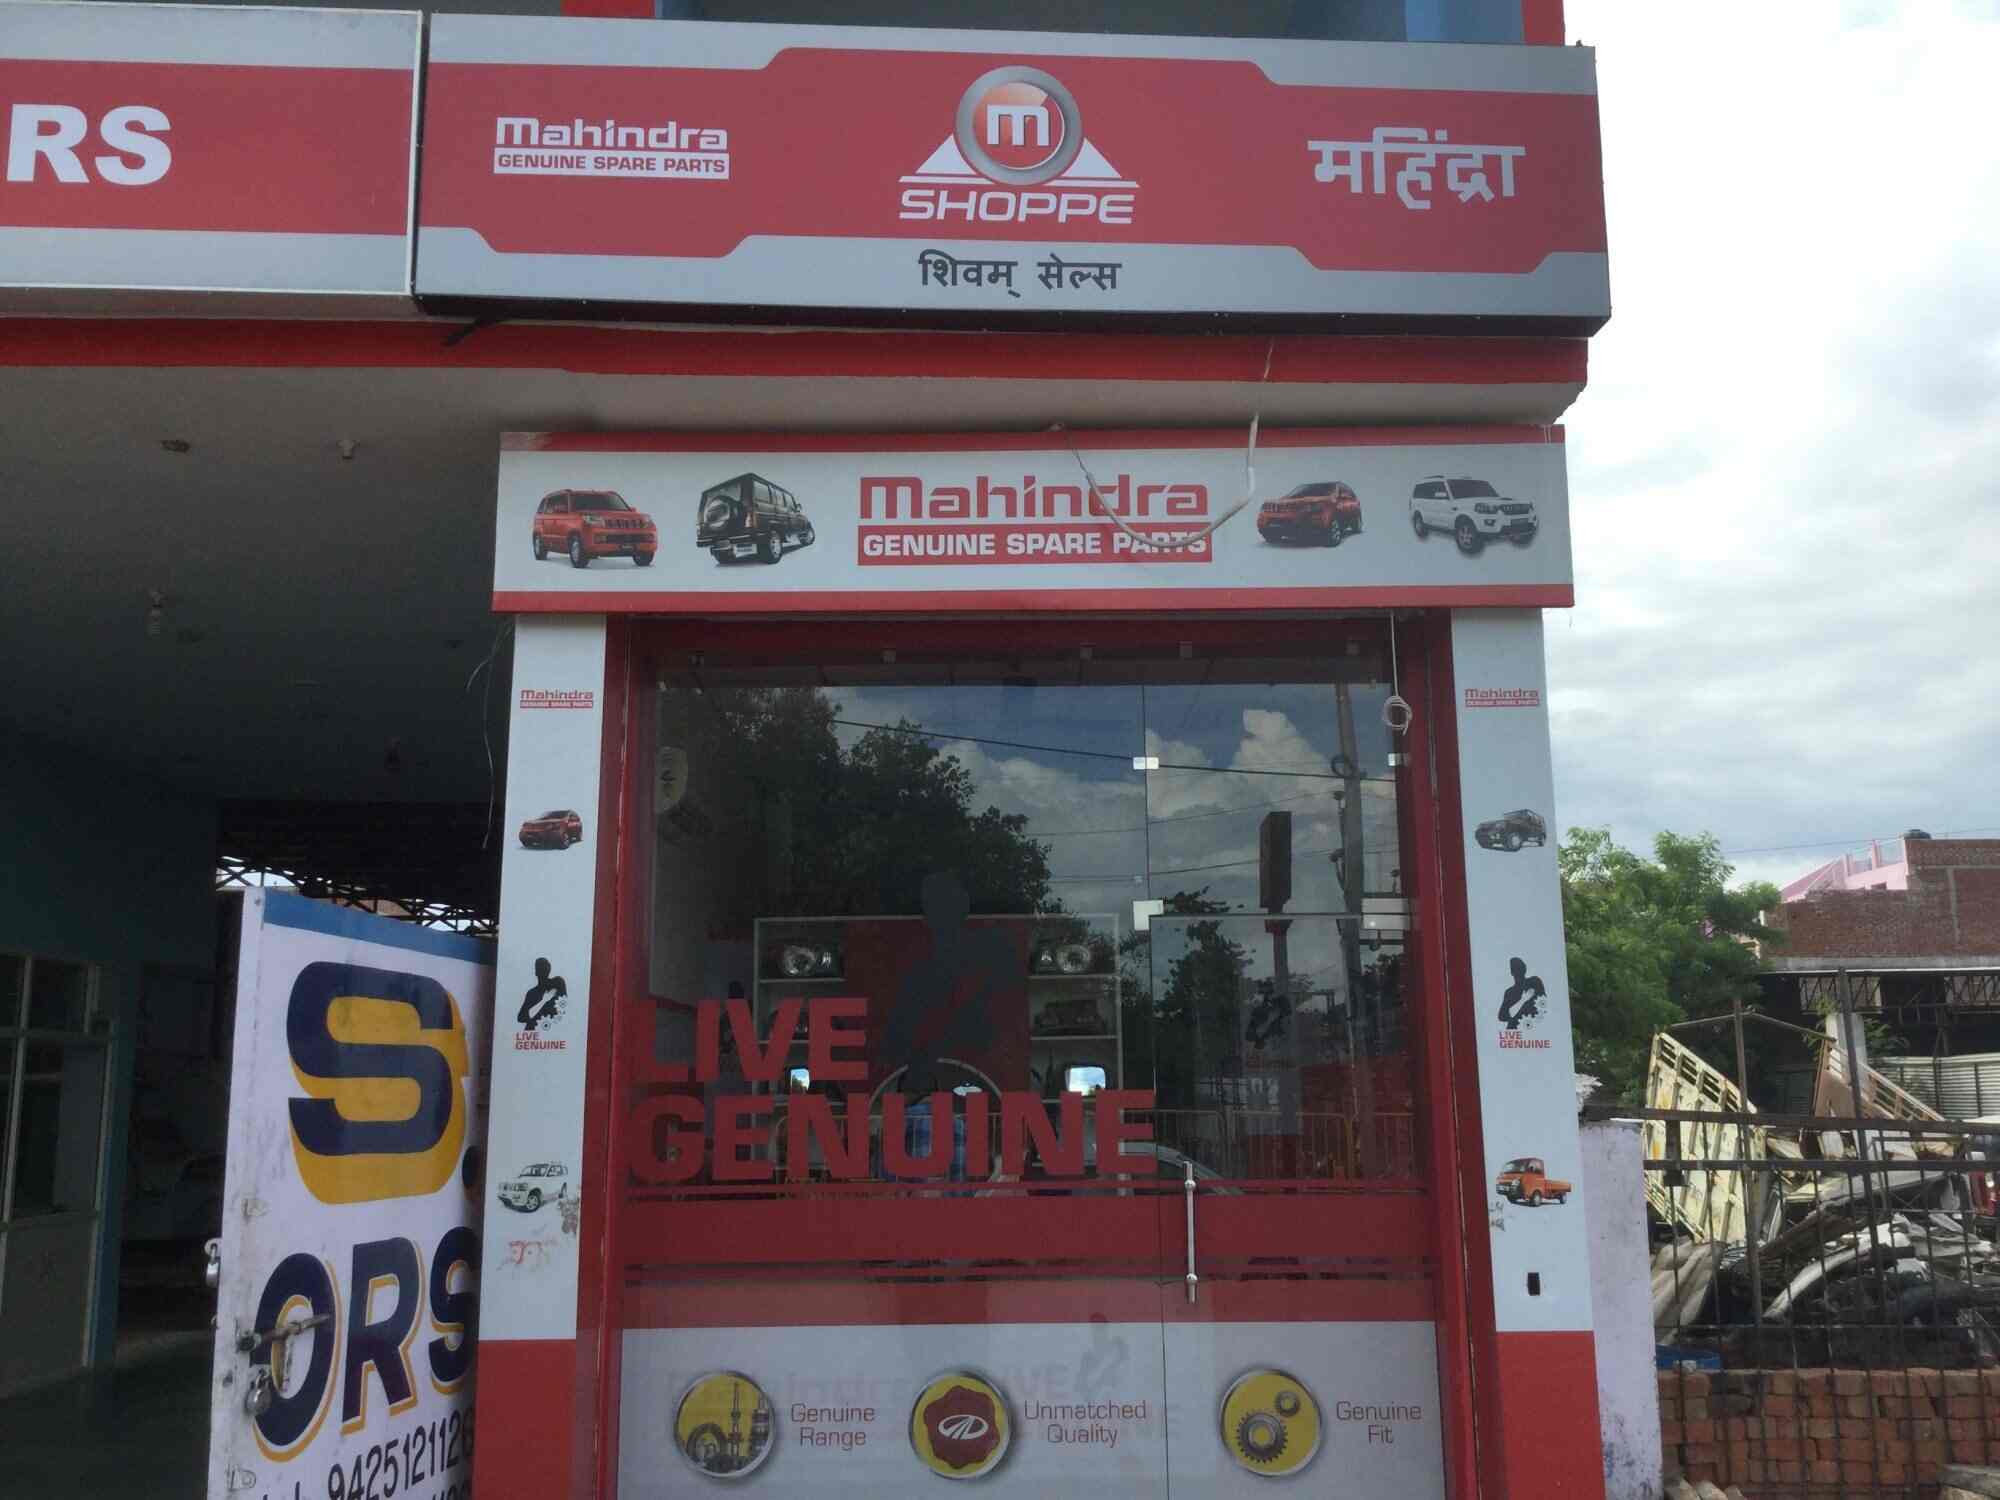 RS
Mahindra
GENUINE SPARE PARTS
m
SHOPPE
महिंद्रा
शिवम् सेल्स
Mahindra
GENUINE SPARE PARTS
Mahindra
GENUINE SPARE PARTS
Mahindra
GENUINE SPARE PARTS
LIVE
GENUINE
LIVE
GENUINE
LIVE
GENUINE
S.
ORS
9425121126
Genuine
Range
Unmatched
Quality
Genuine
Fit